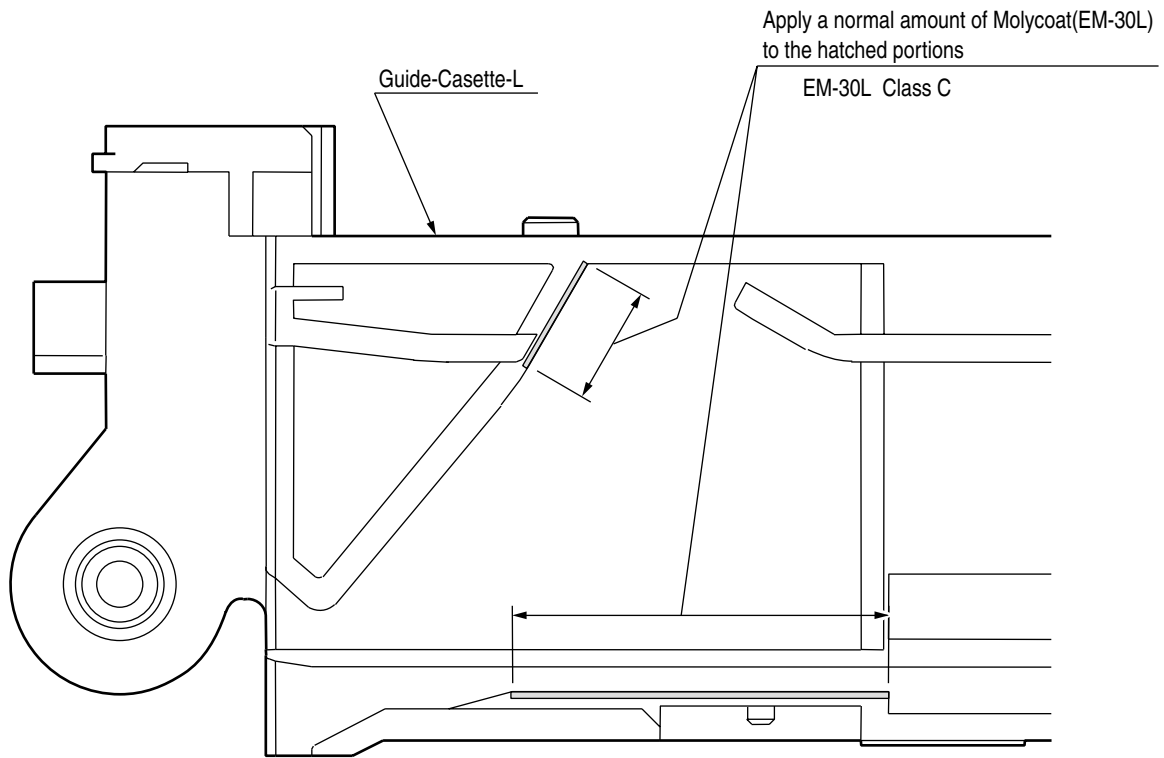 Apply a normal amount of Molycoat(EM-30L)
to the hatched portions
EM-30L Class C
Guide-Casette-L